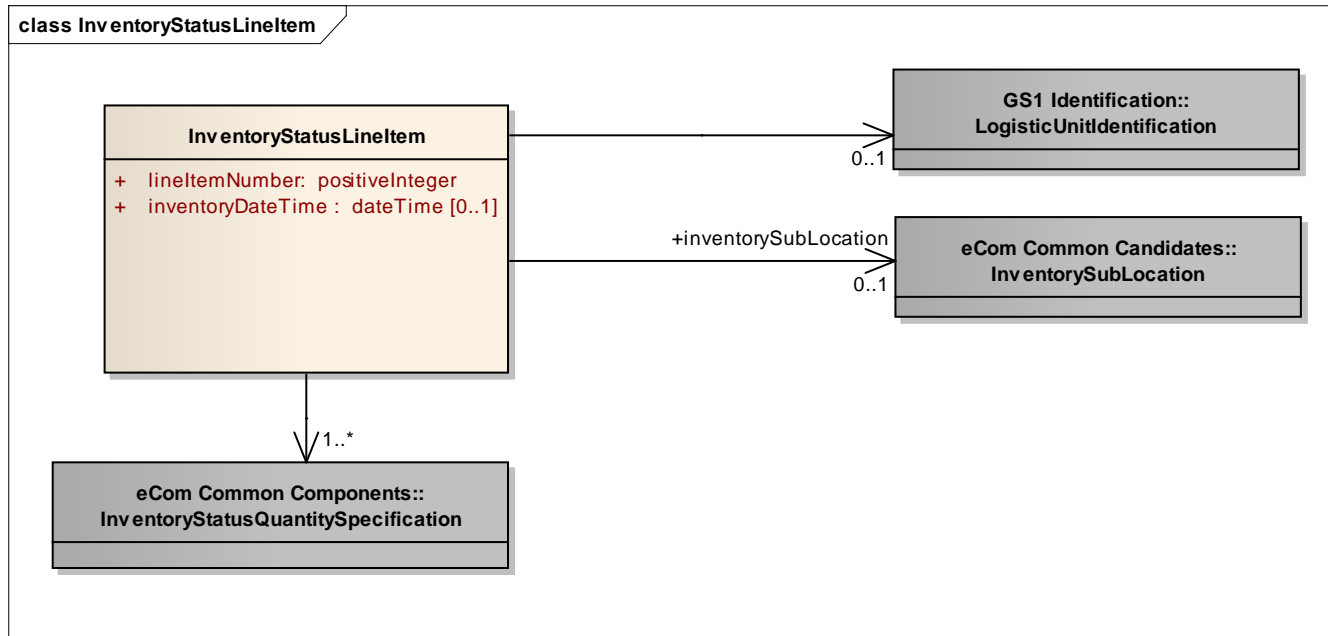 class InventoryStatusLineItem
InventoryStatusLineItem
+ lineItemNumber: positiveInteger
+ inventoryDateTime : dateTime [0..1]
GS1 Identification::
LogisticUnitIdentification
0..1
+inventorySubLocation
0..1
eCom Common Candidates::
InventorySubLocation
1..*
eCom Common Components::
InventoryStatusQuantitySpecification